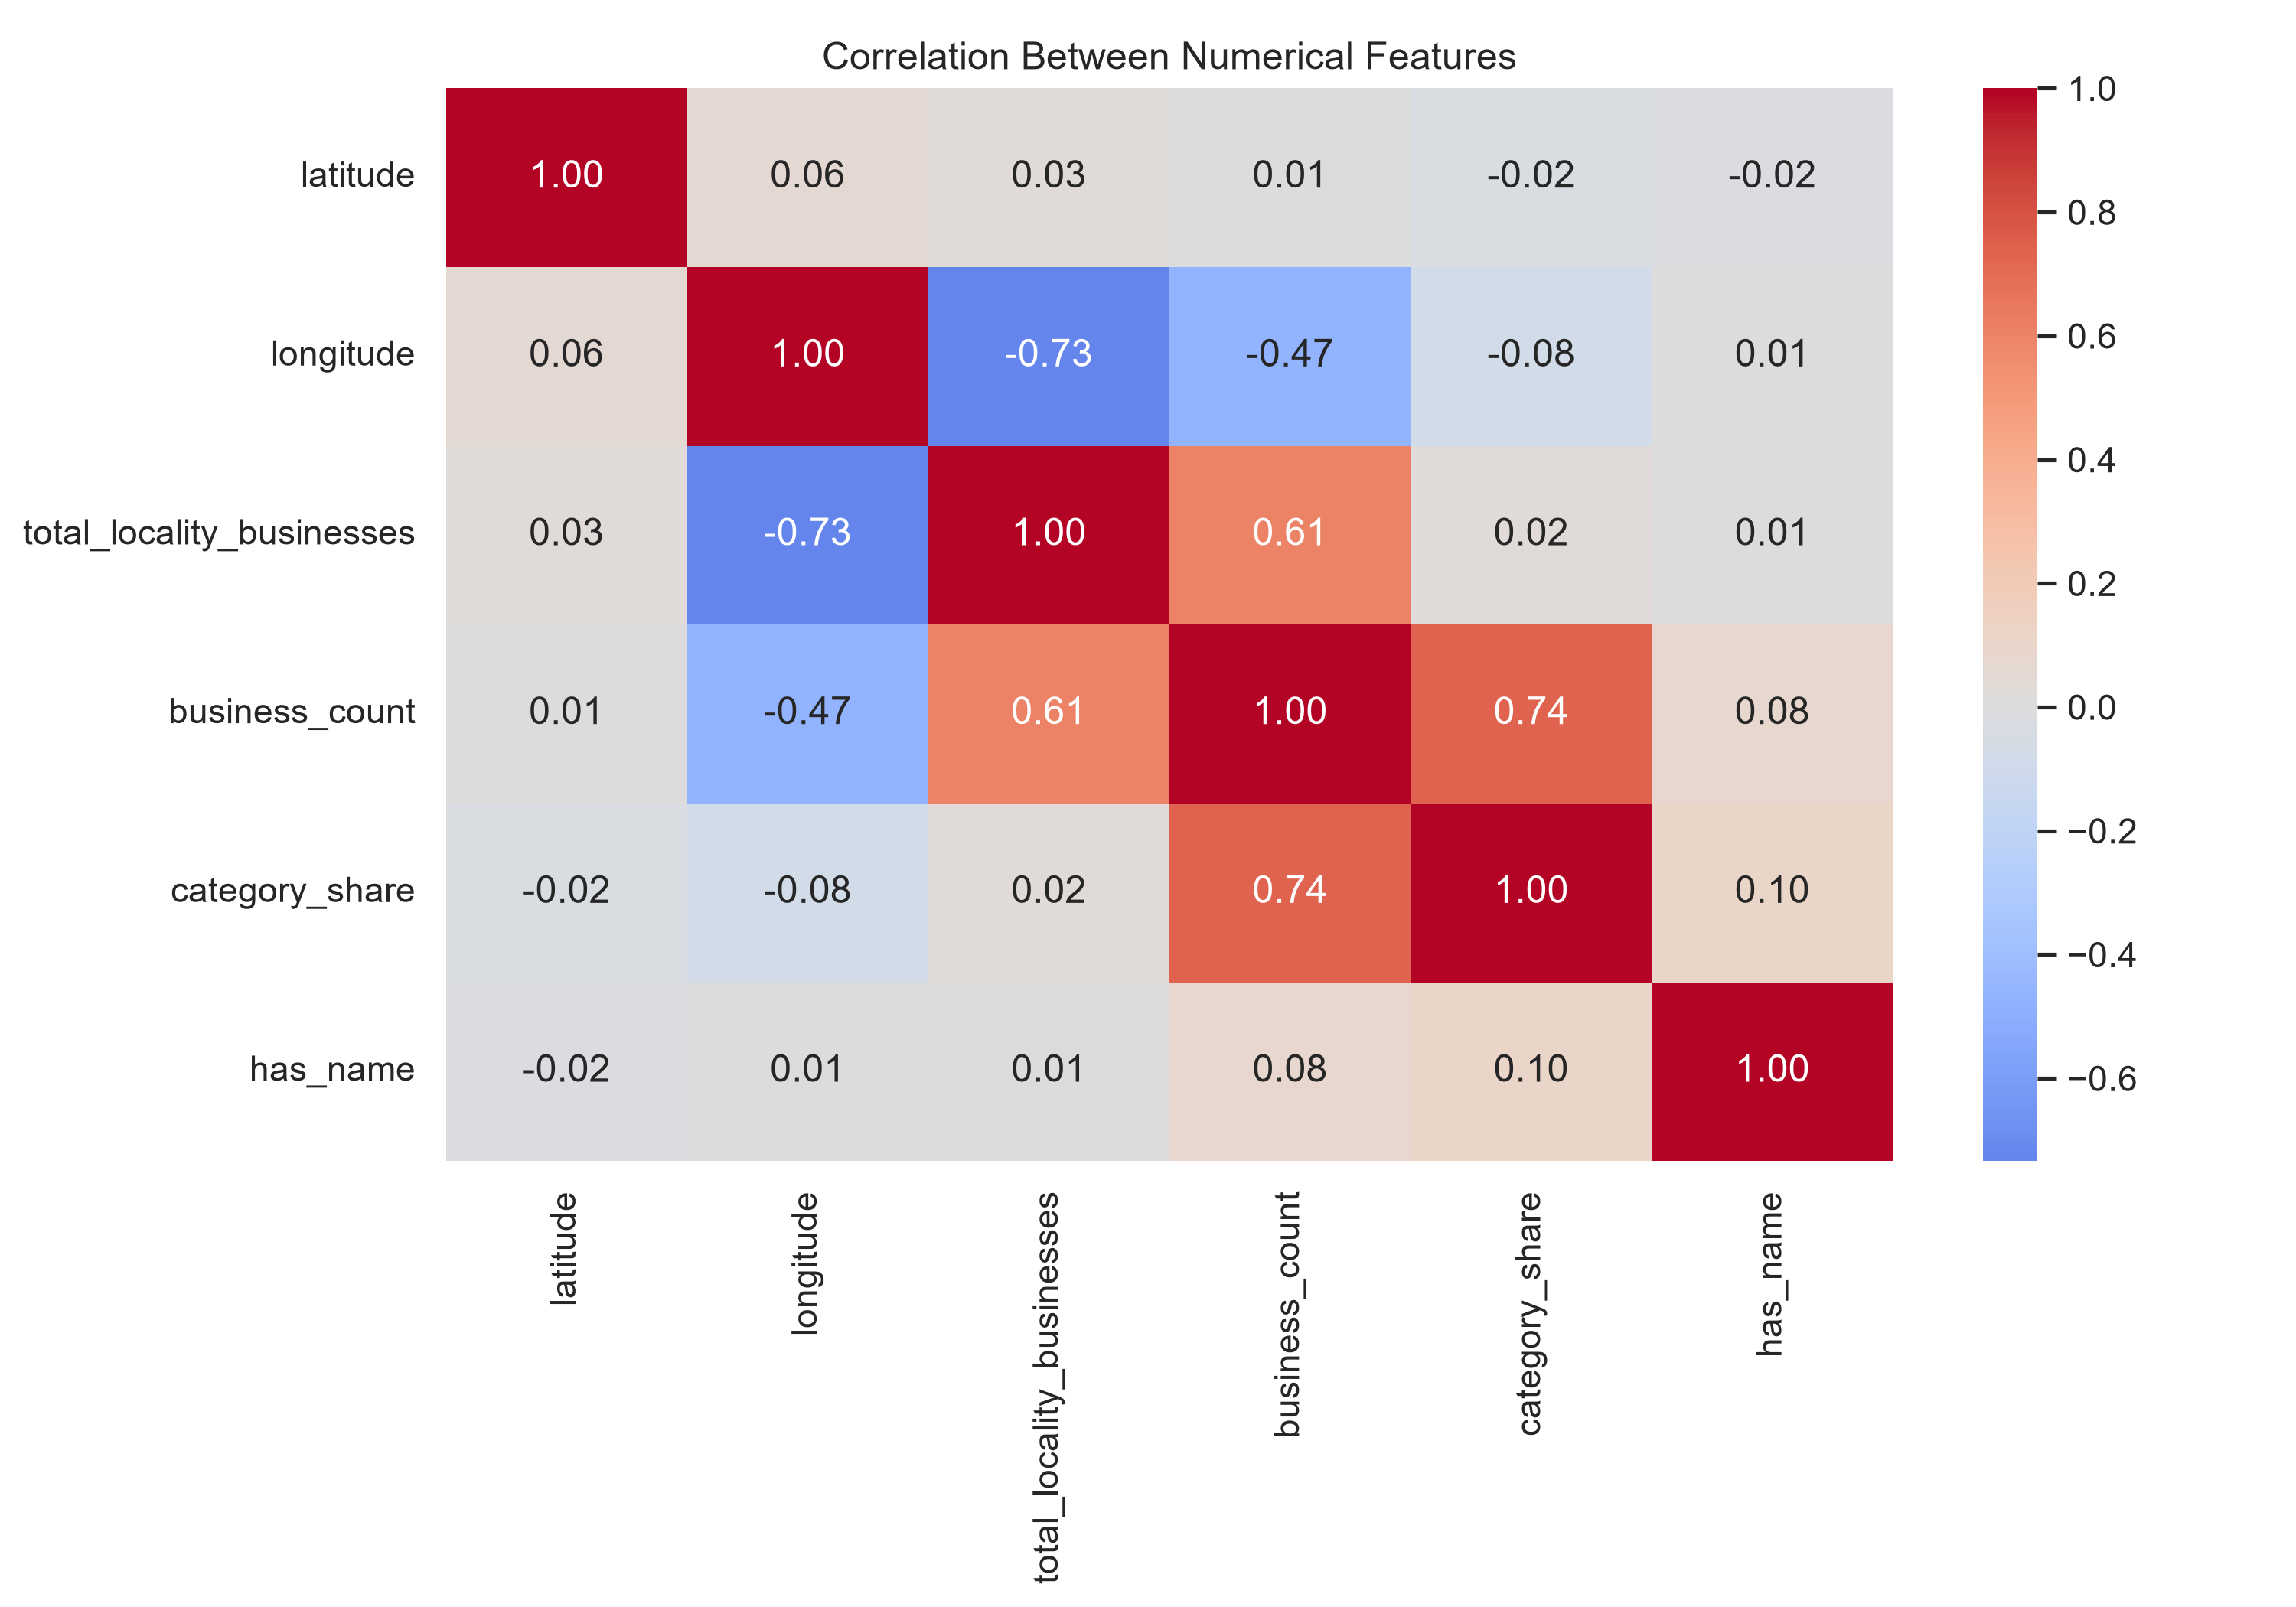 Correlation Between Numerical Features
latitude 1.00 0.06 0.03 0.01 -0.02 -0.02
longitude 0.06 1.00 -0.73 -0.47 -0.08 0.01
total_locality_businesses 0.03 -0.73 1.00 0.61 0.02 0.01
business_count 0.01 -0.47 0.61 1.00 0.74 0.08
category_share -0.02 -0.08 0.02 0.74 1.00 0.10
has_name -0.02 0.01 0.01 0.08 0.10 1.00
latitude
longitude
total_locality_businesses
business_count
category_share
has_name
1.0
0.8
0.6
0.4
0.2
0.0
−0.2
−0.4
−0.6